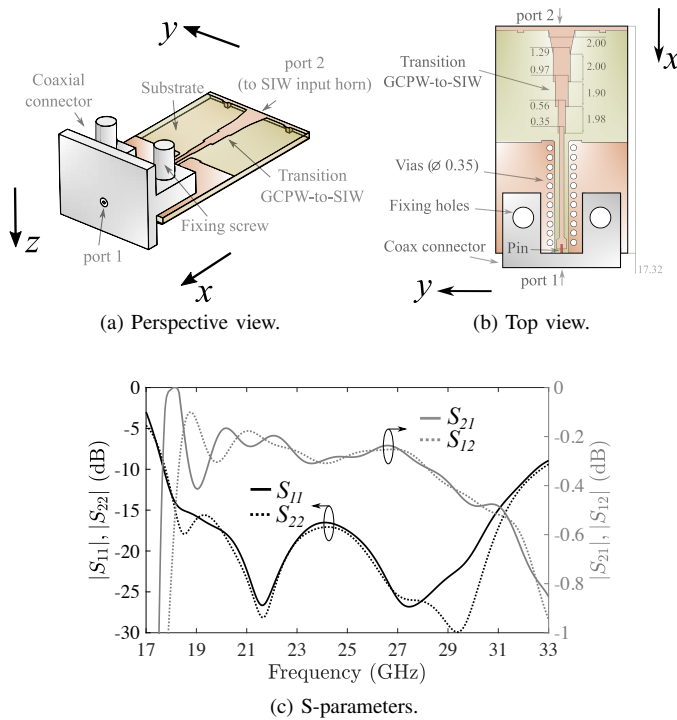 y
port 2
(to SIW input horn)
Coaxial
connector
Substrate
Transition
GCPW-to-SIW
Fixing screw
port 1
z
x
(a) Perspective view.
port 2
x
2.00
1.29
Transition
GCPW-to-SIW
0.97
2.00
0.56
1.90
0.35
1.98
Vias (ø 0.35)
Fixing holes
Coax connector
Pin
17.32
port 1
y
(b) Top view.
0
-5
-10
-15
-20
-25
-30
|S11|, |S22| (dB)
S21
S12
S11
S22
0
-0.2
-0.4
-0.6
-0.8
-1
|S21|, |S12| (dB)
17 19 21 23 25 27 29 31 33
Frequency (GHz)
(c) S-parameters.